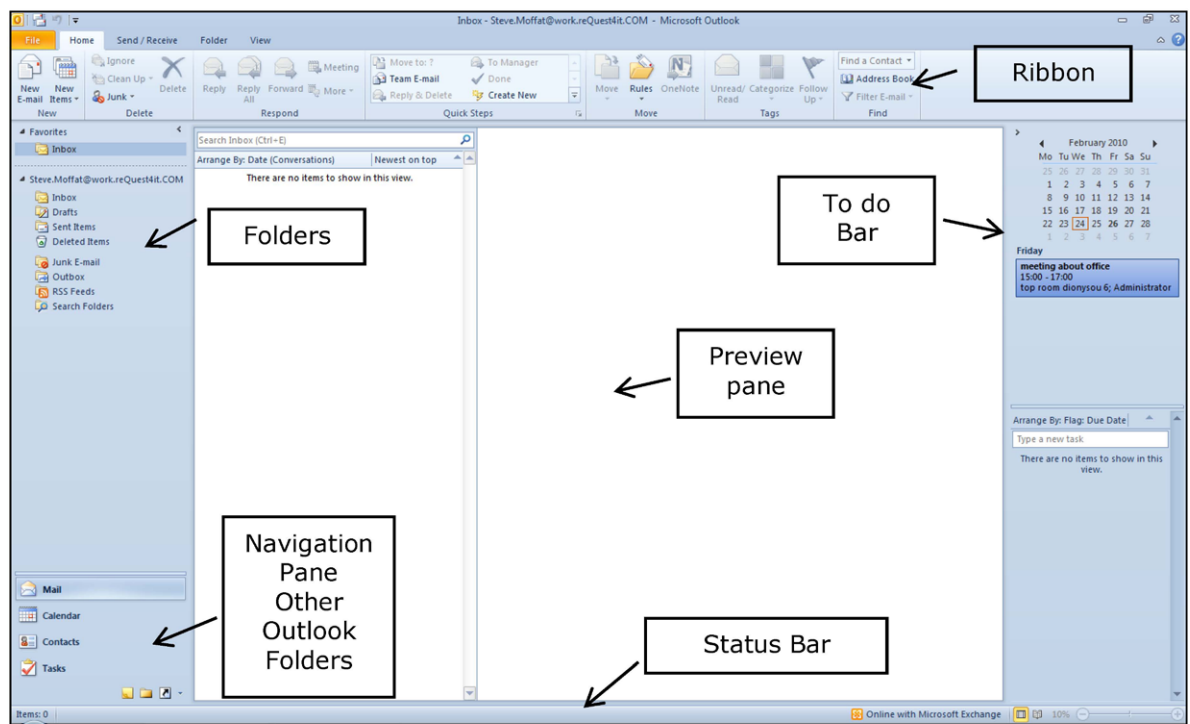 Inbox - Steve.Moffat@work.reQuest4it.COM - Microsoft Outlook
File Home Send / Receive Folder View
New E-mail
New Items
New
Ignore
Clean Up
Junk
Delete
Delete
Reply
Reply All
Forward
Meeting
More
Respond
Move to: ?
Team E-mail
Reply & Delete
To Manager
Done
Create New
Quick Steps
Move
Rules
OneNote
Move
Unread/ Read
Categorize
Follow Up
Tags
Find a Contact
Address Book
Filter E-mail
Find
Ribbon
Favorites
Inbox
Steve.Moffat@work.reQuest4it.COM
Inbox
Drafts
Sent Items
Deleted Items
Junk E-mail
Outbox
RSS Feeds
Search Folders
Folders
Search Inbox (Ctrl+E)
Arrange By: Date (Conversations) Newest on top
There are no items to show in this view.
To do
Bar
February 2010
Mo Tu We Th Fr Sa Su
25 26 27 28 29 30 31
1 2 3 4 5 6 7
8 9 10 11 12 13 14
15 16 17 18 19 20 21
22 23 24 25 26 27 28
1 2 3 4 5 6 7
Friday
meeting about office
15:00 - 17:00
top room dionysou 6; Administrator
Preview
pane
Arrange By: Flag: Due Date
Type a new task
There are no items to show in this
view.
Navigation
Pane
Other
Outlook
Folders
Mail
Calendar
Contacts
Tasks
Status Bar
Items: 0
Online with Microsoft Exchange
10%